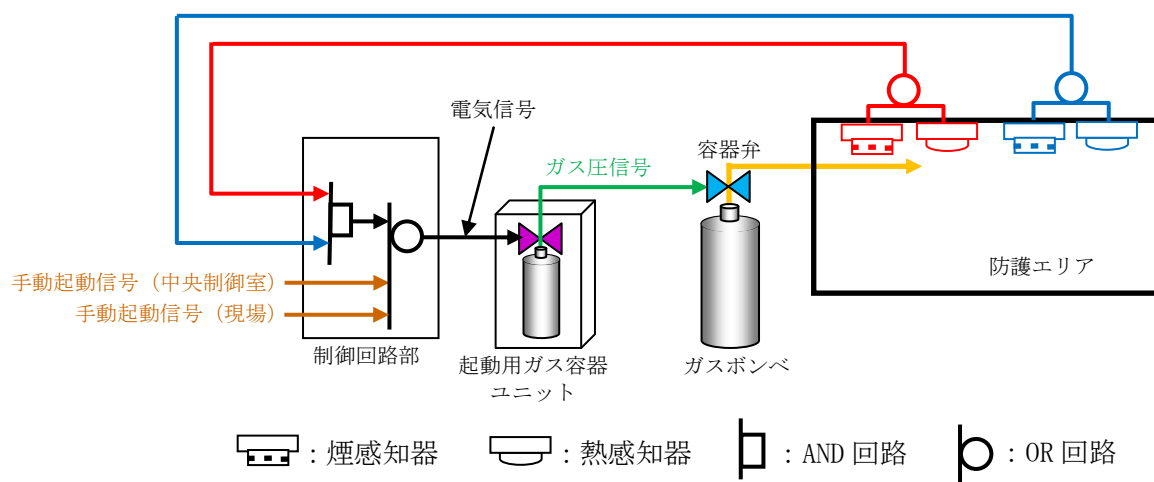 電気信号
容器弁
ガス圧信号
防護エリア
手動起動信号（中央制御室）
手動起動信号（現場）
制御回路部
起動用ガス容器
ユニット
ガスボンベ
：煙感知器
：熱感知器
：AND 回路
：OR 回路